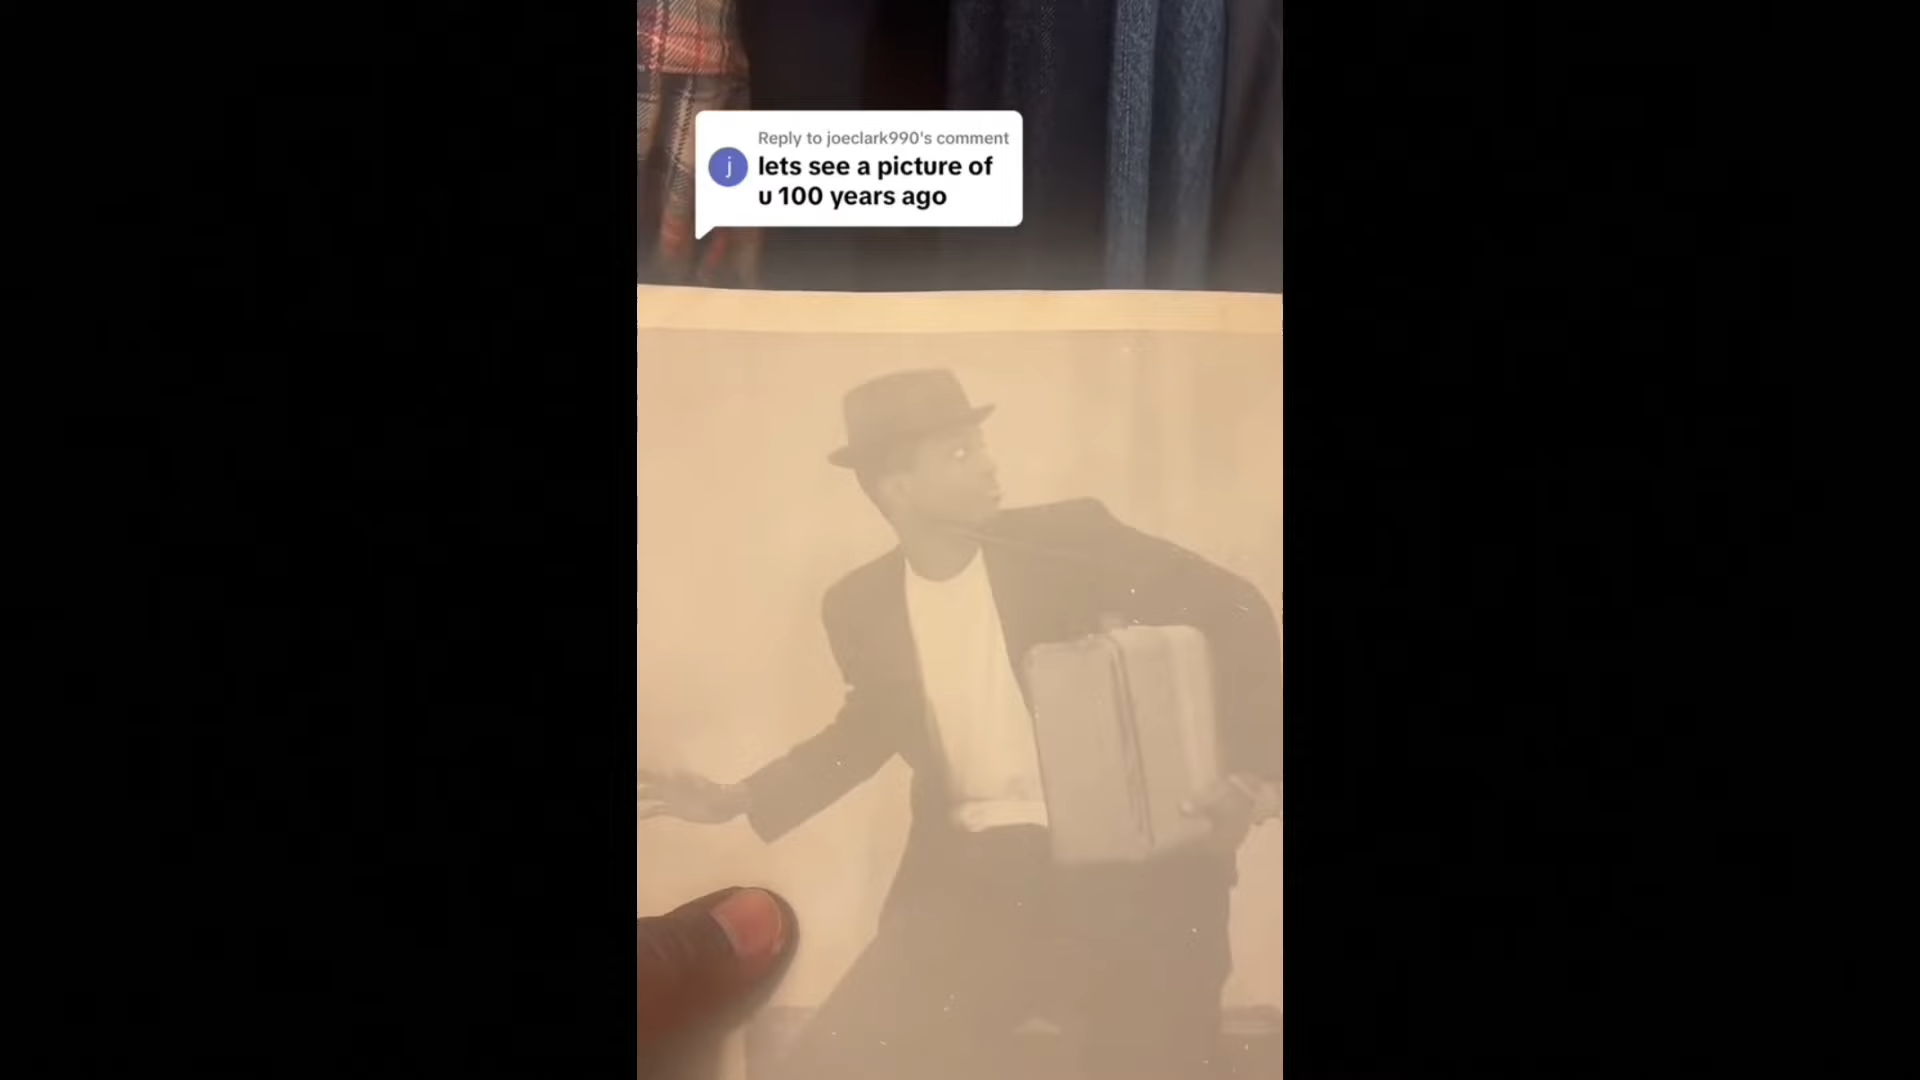 Reply to joeclark990's comment
j
lets see a picture of
u 100 years ago